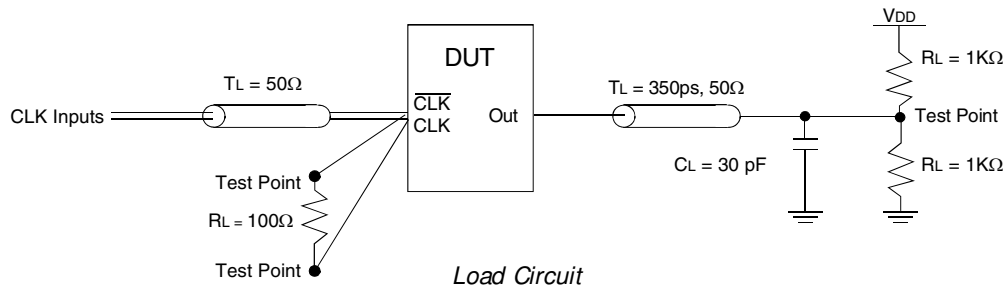 VDD
DUT
RL = 1KΩ
TL = 50Ω
TL = 350ps, 50Ω
CLK Inputs
CLK
CLK
Out
Test Point
CL = 30 pF
RL = 1KΩ
Test Point
RL = 100Ω
Test Point
Load Circuit